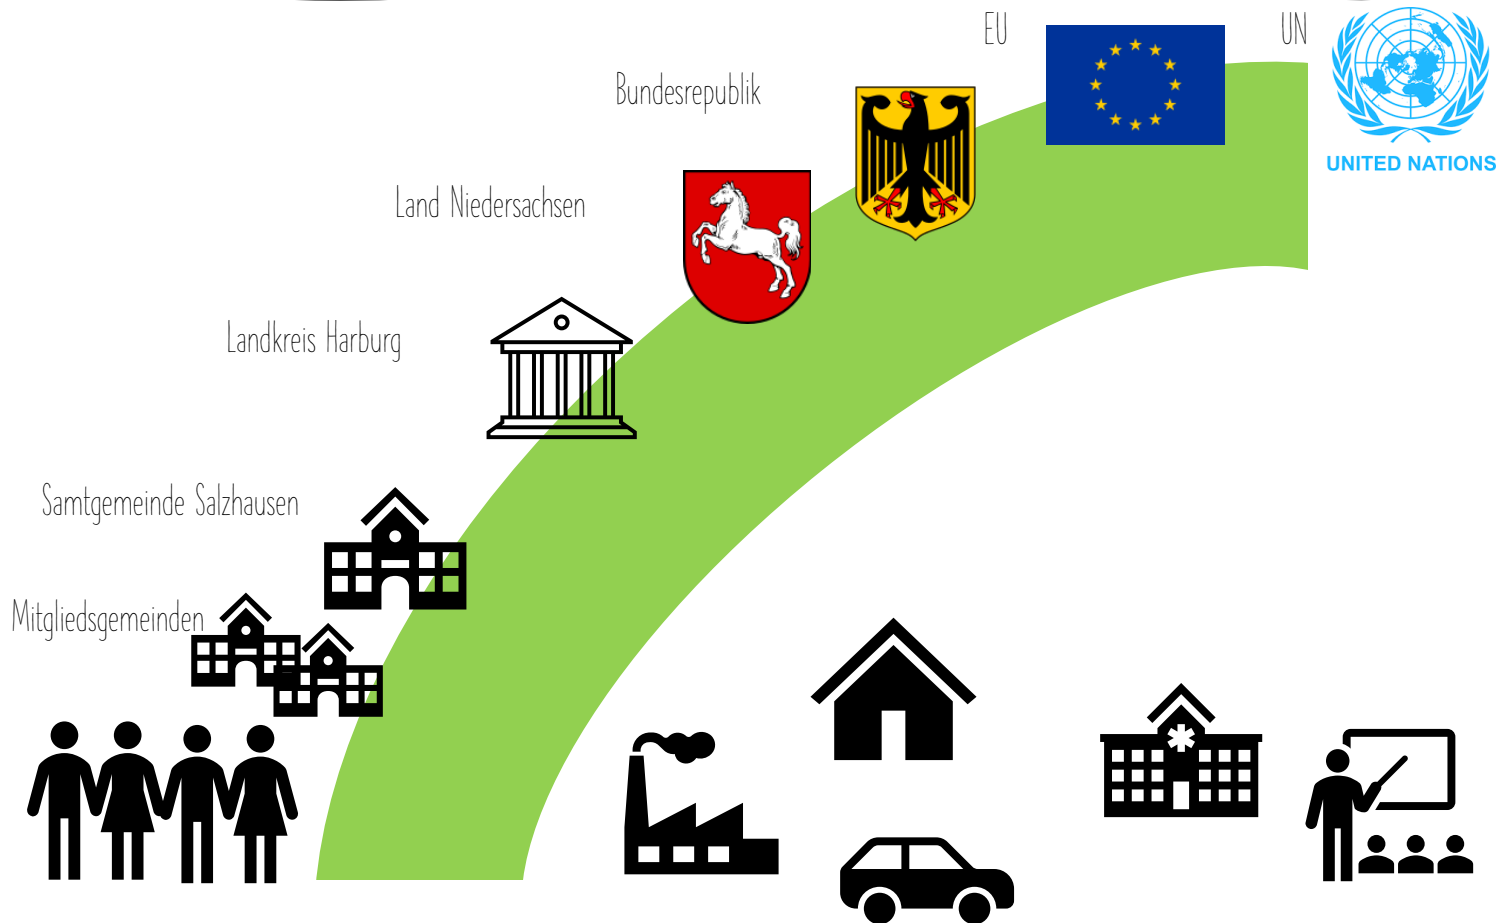 EU
UN
Bundesrepublik
UNITED NATIONS
Land Niedersachsen
Landkreis Harburg
Samtgemeinde Salzhausen
Mitgliedsgemeinden